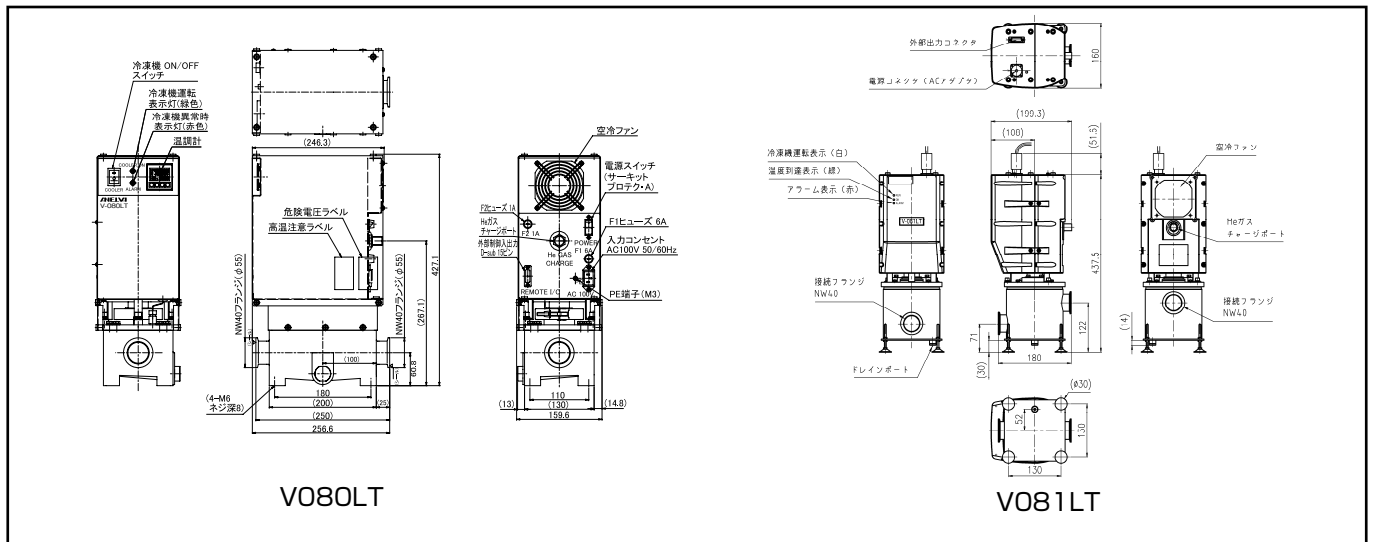 冷凍機 ON/OFF
スイッチ
冷凍機運転
表示灯(緑色)
冷凍機異常時
表示灯(赤色)
温調計
COOLER
ALARM
V-080LT
(246.3)
危険電圧ラベル
高温注意ラベル
NW40フランジ(φ55)
NW40フランジ(φ55)
427.1
(267.1)
60.8
(100)
180
(200)
(25)
(250)
256.6
(4-M6
ネジ深8)
空冷ファン
電源スイッチ
(サーキット
プロテク・A)
F2ヒューズ 1A
Heガス
チャージポート
外部制御入出力
D-sub 15ピン
F2 1A
He GAS
CHARGE
POWER
F1 6A
F1ヒューズ 6A
入力コンセント
AC100V 50/60Hz
REMOTE I/O
AC 100V
PE端子(M3)
110
(13)
(130)
(14.8)
159.6
V080LT
外部出力コネクタ
電源コネクタ (ACアダプタ)
160
(199.3)
(100)
(51.5)
冷凍機運転表示 (白)
温度到達表示 (緑)
アラーム表示 (赤)
V-081LT
空冷ファン
Heガス
チャージポート
437.5
接続フランジ
NW40
接続フランジ
NW40
71
(30)
122
180
(14)
ドレインポート
(ø30)
52
130
130
V081LT